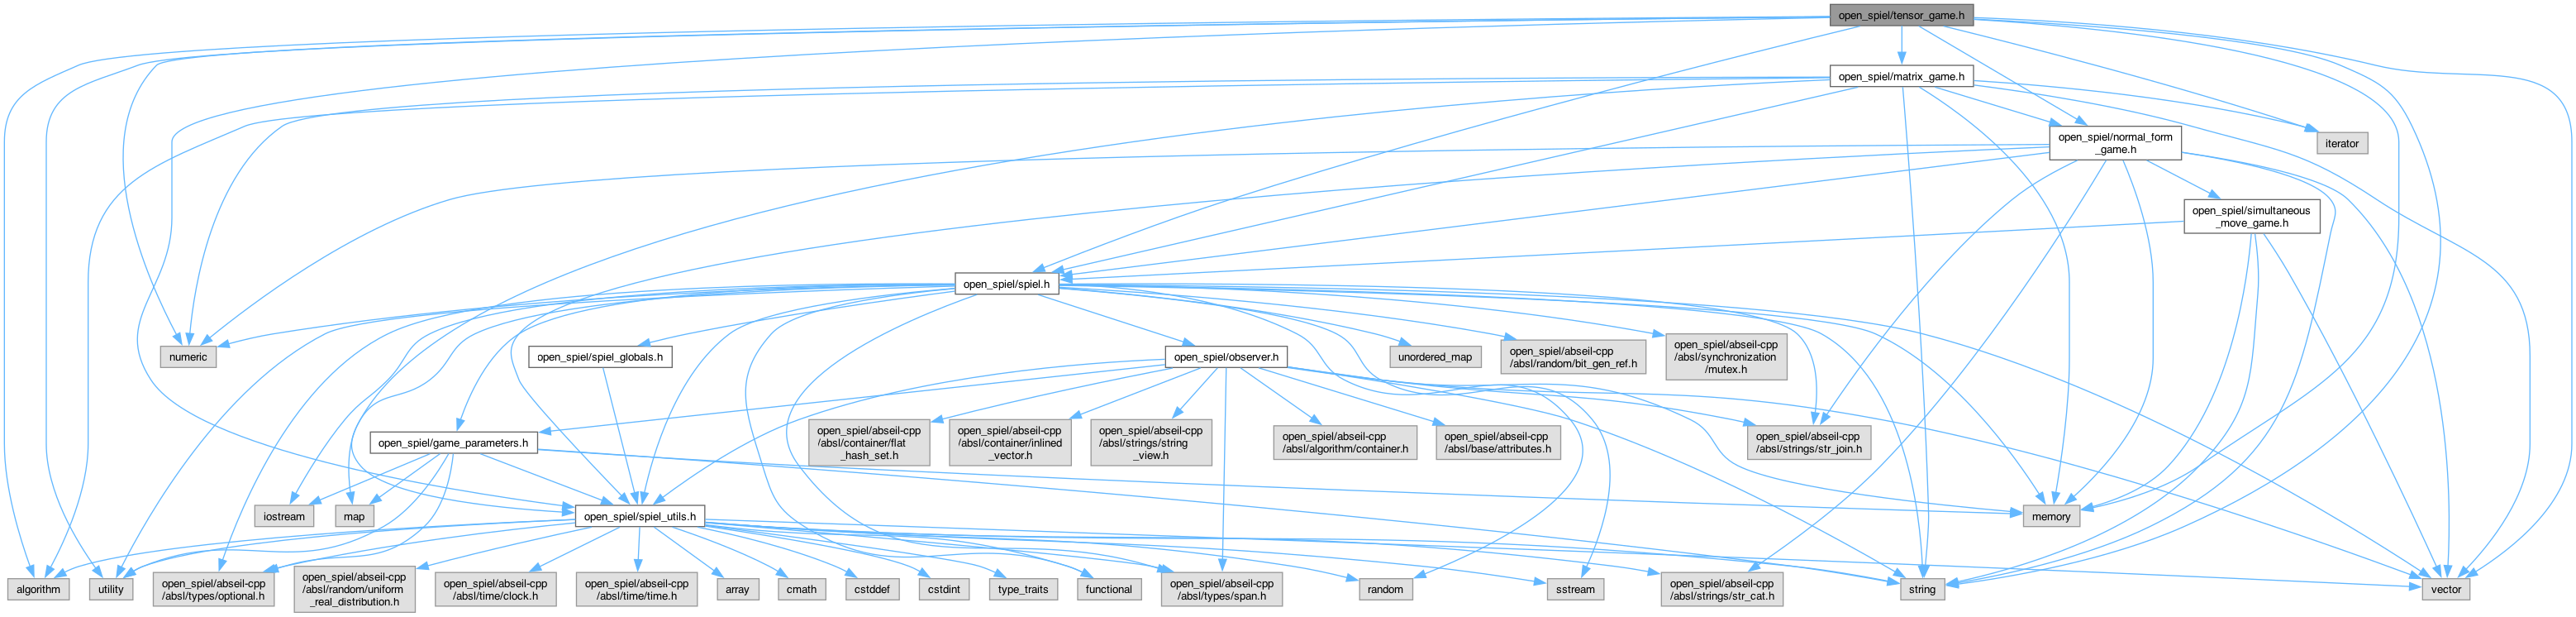 open_spiel/tensor_game.h
open_spiel/matrix_game.h
open_spiel/normal_form
_game.h
iterator
open_spiel/simultaneous
_move_game.h
open_spiel/spiel.h
numeric
open_spiel/spiel_globals.h
open_spiel/observer.h
unordered_map
open_spiel/abseil-cpp
/absl/random/bit_gen_ref.h
open_spiel/abseil-cpp
/absl/synchronization
/mutex.h
open_spiel/game_parameters.h
open_spiel/abseil-cpp
/absl/container/flat
_hash_set.h
open_spiel/abseil-cpp
/absl/container/inlined
_vector.h
open_spiel/abseil-cpp
/absl/strings/string
_view.h
open_spiel/abseil-cpp
/absl/algorithm/container.h
open_spiel/abseil-cpp
/absl/base/attributes.h
open_spiel/abseil-cpp
/absl/strings/str_join.h
iostream
map
open_spiel/spiel_utils.h
memory
algorithm
utility
open_spiel/abseil-cpp
/absl/types/optional.h
open_spiel/abseil-cpp
/absl/random/uniform
_real_distribution.h
open_spiel/abseil-cpp
/absl/time/clock.h
open_spiel/abseil-cpp
/absl/time/time.h
array
cmath
cstddef
cstdint
type_traits
functional
open_spiel/abseil-cpp
/absl/types/span.h
random
sstream
open_spiel/abseil-cpp
/absl/strings/str_cat.h
string
vector